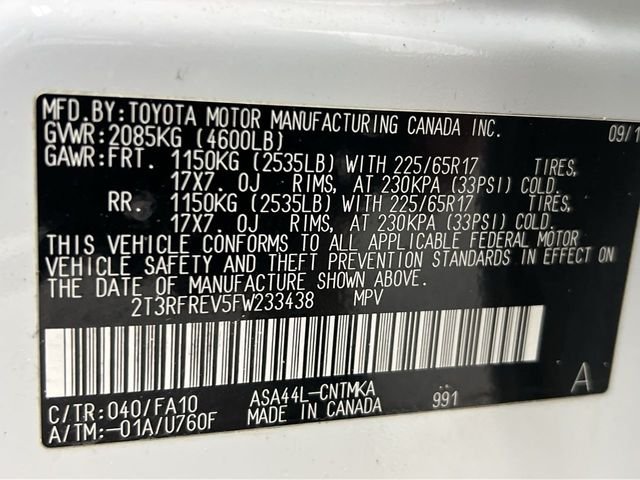 MFD.BY:TOYOTA MOTOR MANUFACTURING CANADA INC. 09/1
GVWR:2085KG (4600LB)
GAWR:FRT. 1150KG (2535LB) WITH 225/65R17 TIRES,
17X7. 0J RIMS, AT 230KPA (33PSI) COLD.
RR. 1150KG (2535LB) WITH 225/65R17 TIRES,
17X7. 0J RIMS, AT 230KPA (33PSI) COLD.
THIS VEHICLE CONFORMS TO ALL APPLICABLE FEDERAL MOTOR
VEHICLE SAFETY AND THEFT PREVENTION STANDARDS IN EFFECT ON
THE DATE OF MANUFACTURE SHOWN ABOVE.
2T3RFREV5FW233438 MPV
C/TR:040/FA10 ASA44L-CNTMKA 991 A
A/TM:-01A/U760F MADE IN CANADA